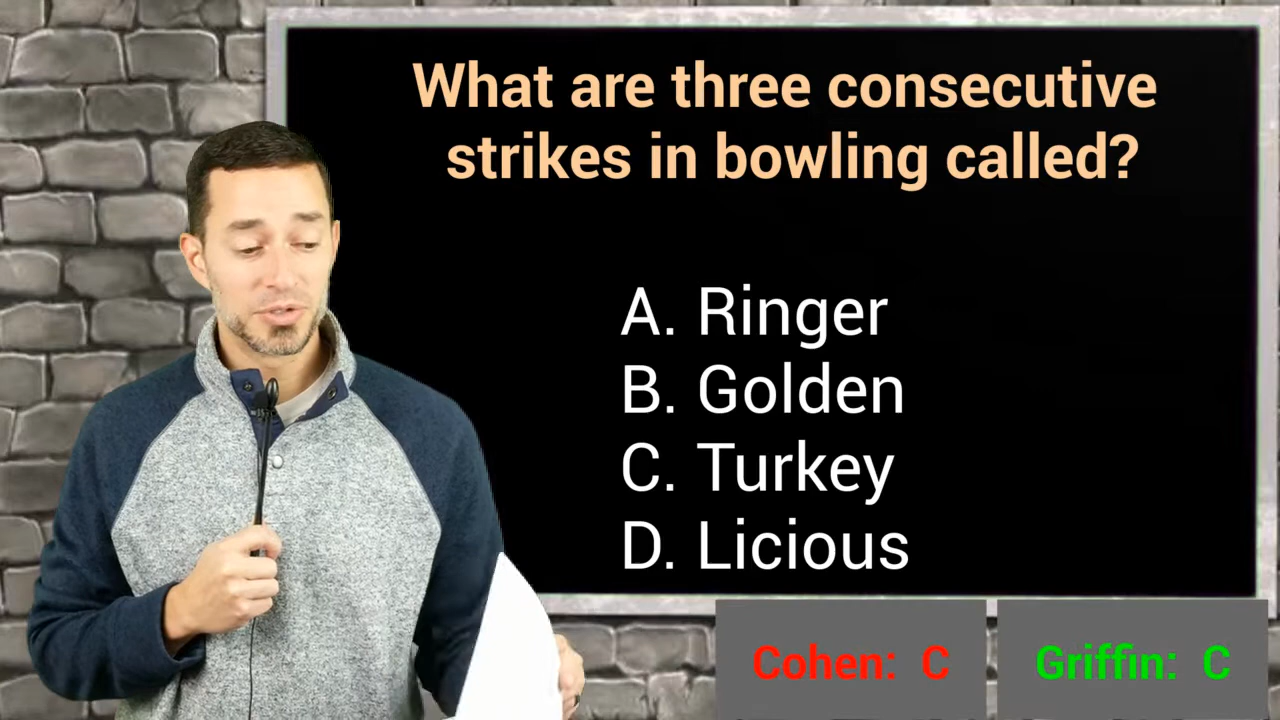 What are three consecutive
strikes in bowling called?
A. Ringer
B. Golden
C. Turkey
D. Licious
Cohen: C
Griffin: C